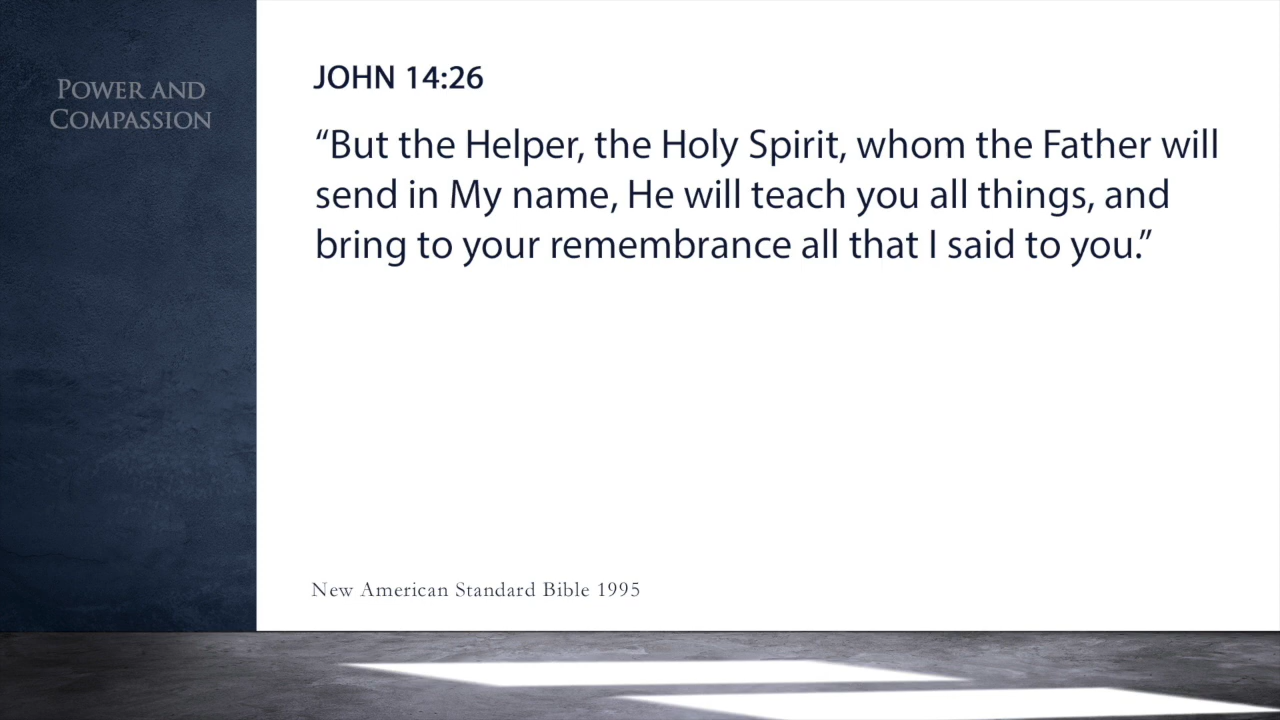 POWER AND
COMPASSION
JOHN 14:26
“But the Helper, the Holy Spirit, whom the Father will
send in My name, He will teach you all things, and
bring to your remembrance all that I said to you.”
New American Standard Bible 1995